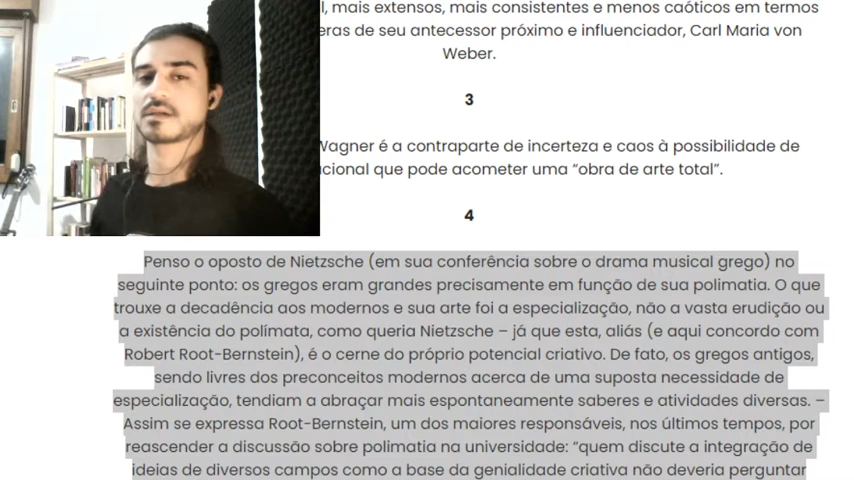 l, mais extensos, mais consistentes e menos caóticos em termos
eras de seu antecessor próximo e influenciador, Carl Maria von
Weber.
3
Wagner é a contraparte de incerteza e caos à possibilidade de
cional que pode acometer uma “obra de arte total”.
4
Penso o oposto de Nietzsche (em sua conferência sobre o drama musical grego) no
seguinte ponto: os gregos eram grandes precisamente em função de sua polimatia. O que
trouxe a decadência aos modernos e sua arte foi a especialização, não a vasta erudição ou
a existência do polímata, como queria Nietzsche – já que esta, aliás (e aqui concordo com
Robert Root-Bernstein), é o cerne do próprio potencial criativo. De fato, os gregos antigos,
sendo livres dos preconceitos modernos acerca de uma suposta necessidade de
especialização, tendiam a abraçar mais espontaneamente saberes e atividades diversas. –
Assim se expressa Root-Bernstein, um dos maiores responsáveis, nos últimos tempos, por
reascender a discussão sobre polimatia na universidade: “quem discute a integração de
ideias de diversos campos como a base da genialidade criativa não deveria perguntar